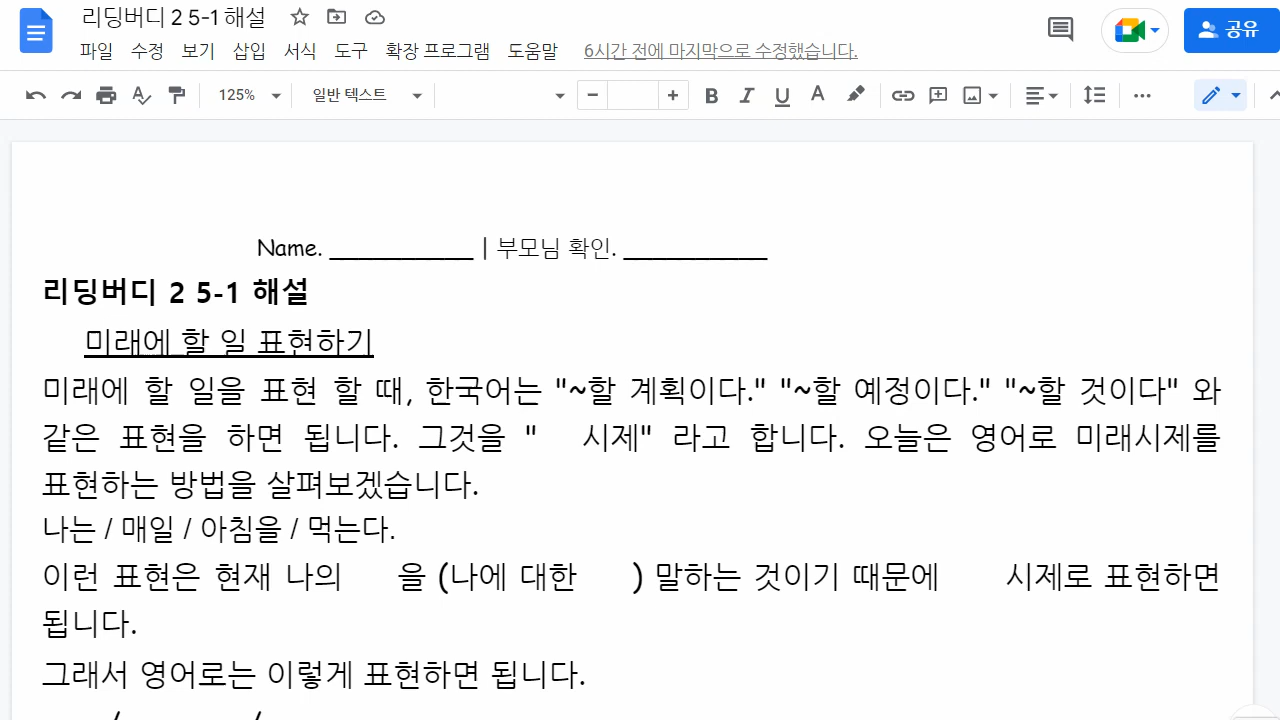 리딩버디 2 5-1 해설
파일 수정 보기 삽입 서식 도구 확장 프로그램 도움말 6시간 전에 마지막으로 수정했습니다.
공유
125% 일반 텍스트 − + B I U A
Name. ___________ | 부모님 확인. ___________
리딩버디 2 5-1 해설
미래에 할 일 표현하기
미래에 할 일을 표현 할 때, 한국어는 "~할 계획이다." "~할 예정이다." "~할 것이다" 와
같은 표현을 하면 됩니다. 그것을 " 시제" 라고 합니다. 오늘은 영어로 미래시제를
표현하는 방법을 살펴보겠습니다.
나는 / 매일 / 아침을 / 먹는다.
이런 표현은 현재 나의 을 (나에 대한 ) 말하는 것이기 때문에 시제로 표현하면
됩니다.
그래서 영어로는 이렇게 표현하면 됩니다.
/ /